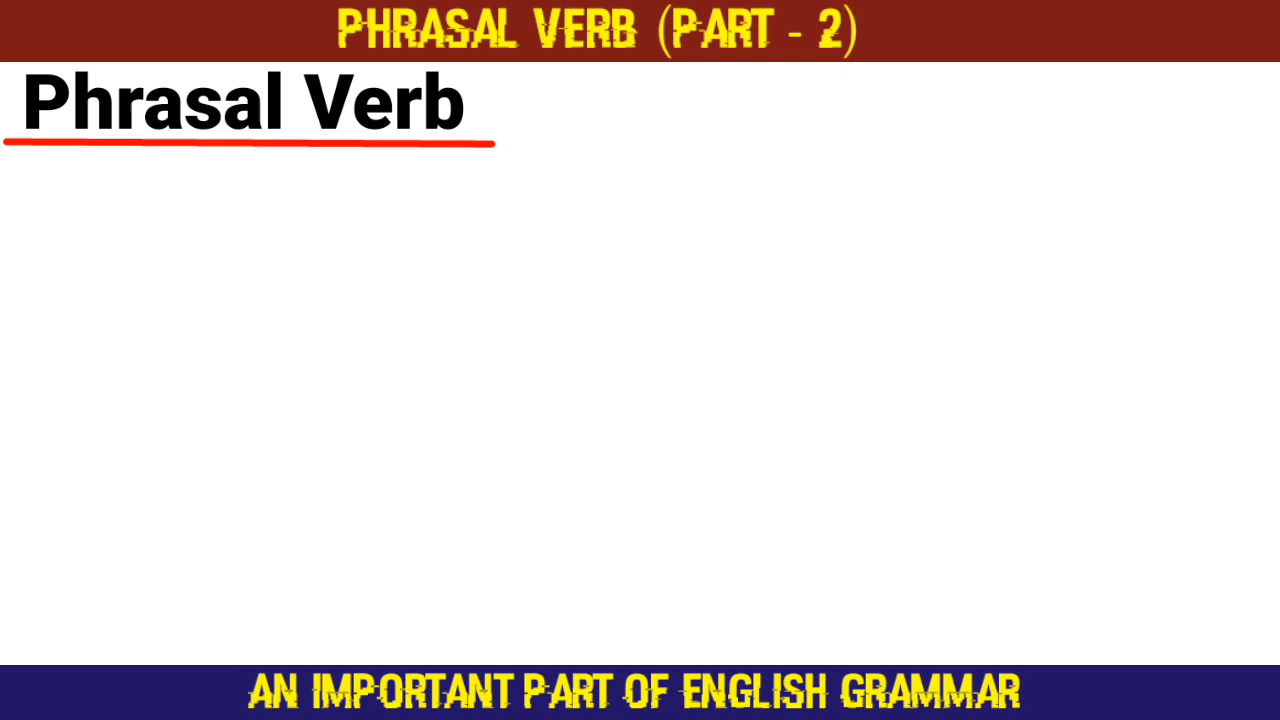 PHRASAL VERB (PART - 2)
Phrasal Verb
AN IMPORTANT PART OF ENGLISH GRAMMAR